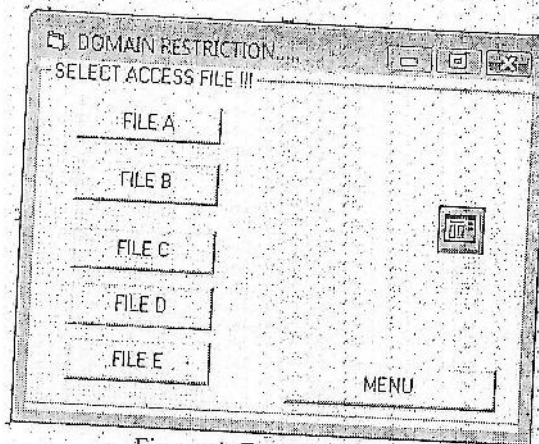 DOMAIN RESTRICTION.....
SELECT ACCESS FILE !!!
FILE A
FILE B
FILE C
FILE D
FILE E
MENU